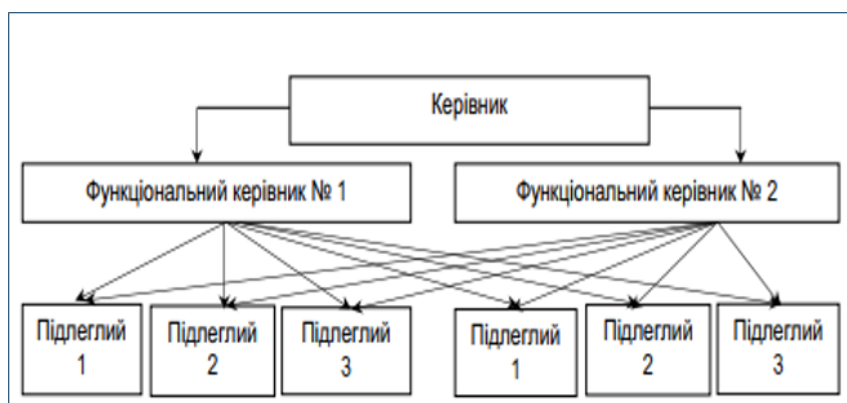 Керівник
Функціональний керівник № 1
Функціональний керівник № 2
Підлеглий
1
Підлеглий
2
Підлеглий
3
Підлеглий
1
Підлеглий
2
Підлеглий
3